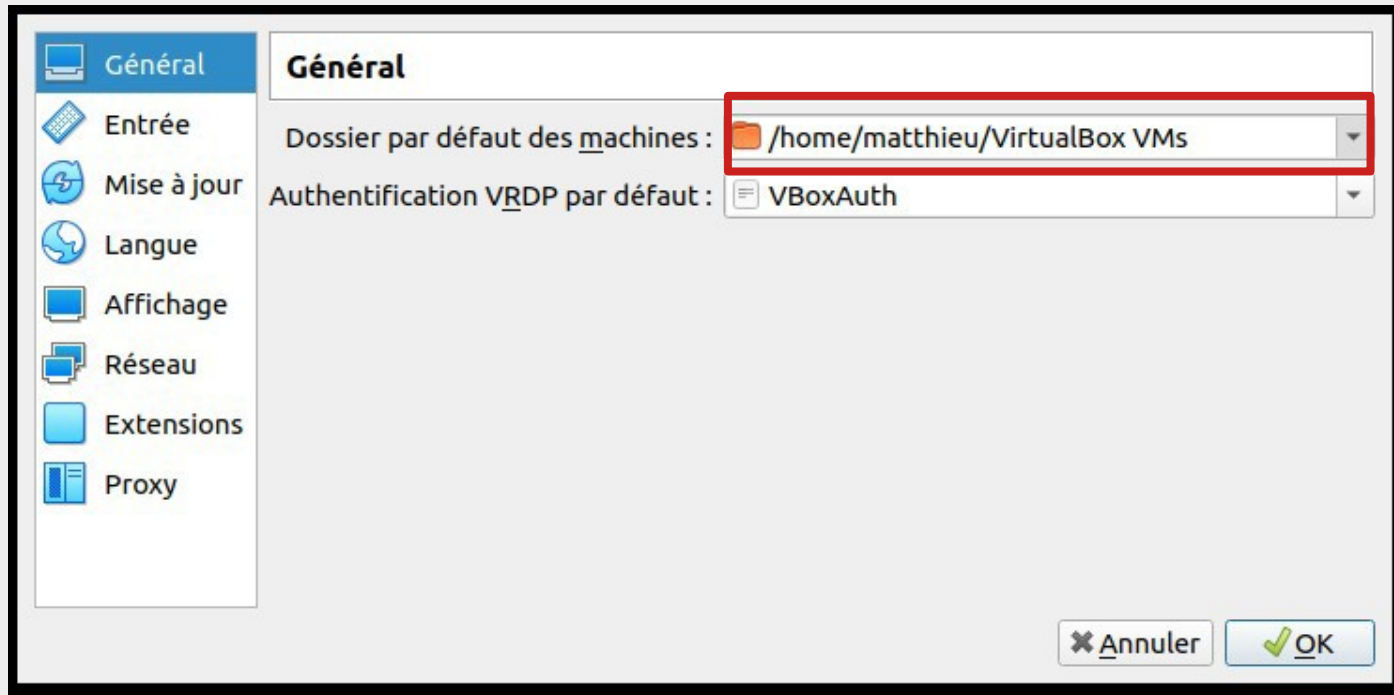 Général
Entrée
Mise à jour
Langue
Affichage
Réseau
Extensions
Proxy
Général
Dossier par défaut des machines : /home/matthieu/VirtualBox VMs
Authentification VRDP par défaut : VBoxAuth
Annuler OK